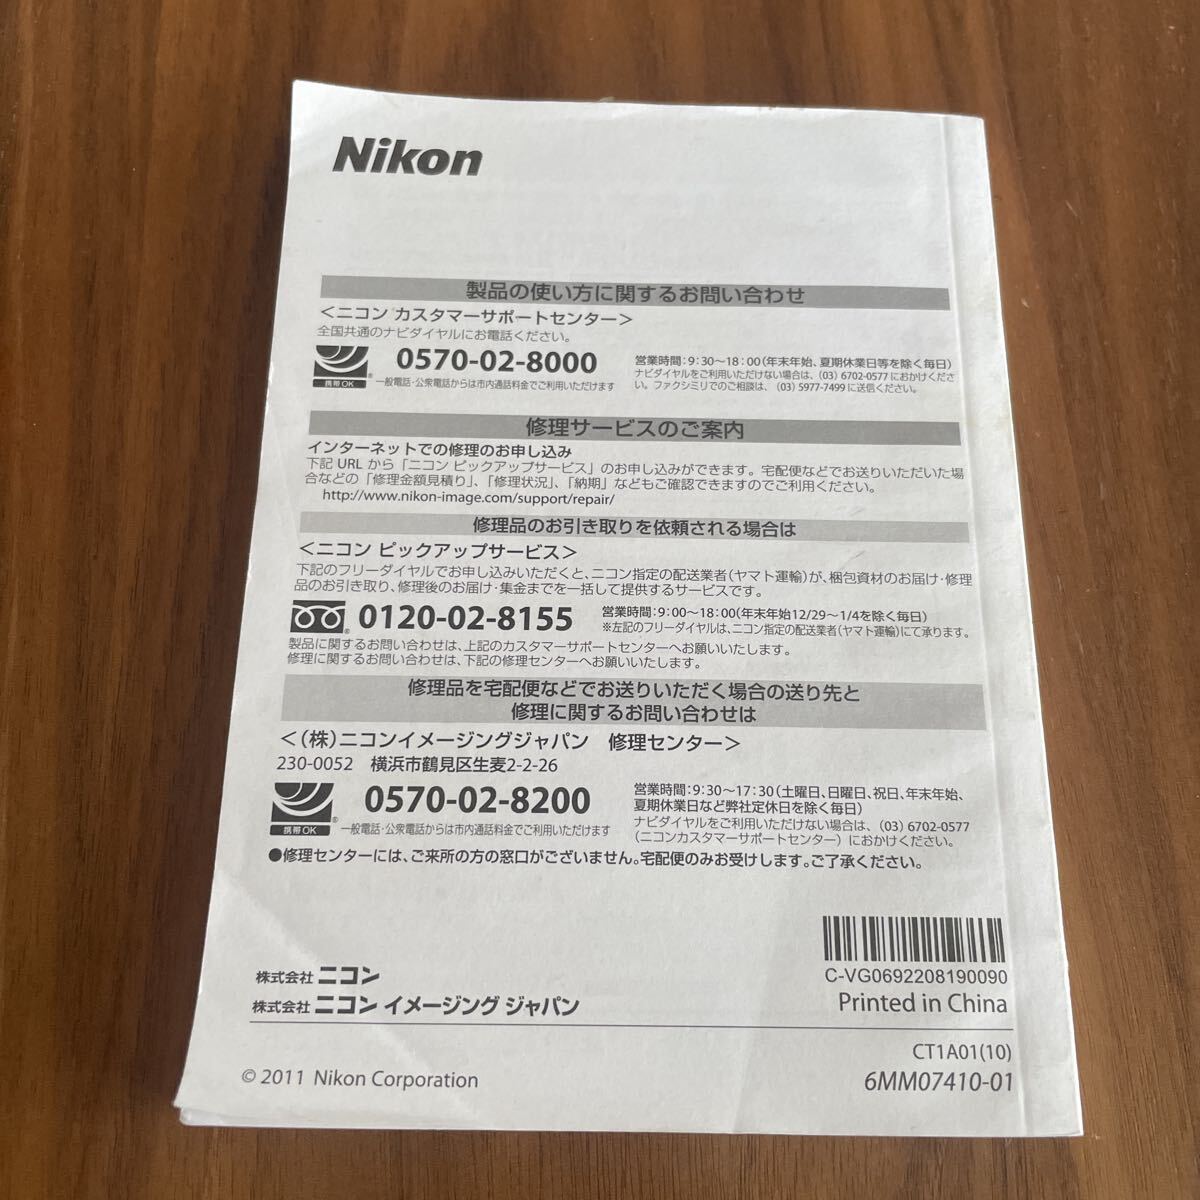 Nikon
製品の使い方に関するお問い合わせ
<ニコン カスタマーサポートセンター>
全国共通のナビダイヤルにお電話ください。
携帯OK
0570-02-8000
一般電話・公衆電話からは市内通話料金でご利用いただけます
営業時間:9:30〜18:00(年末年始、夏期休業日等を除く毎日)
ナビダイヤルをご利用いただけない場合は、(03) 6702-0577 におかけくださ
い。ファクシミリでのご相談は、(03) 5977-7499 に送信ください。
修理サービスのご案内
インターネットでの修理のお申し込み
下記 URL から「ニコン ピックアップサービス」のお申し込みができます。宅配便などでお送りいただいた場
合などの「修理金額見積り」、「修理状況」、「納期」などもご確認できますのでご利用ください。
http://www.nikon-image.com/support/repair/
修理品のお引き取りを依頼される場合は
<ニコン ピックアップサービス>
下記のフリーダイヤルでお申し込みいただくと、ニコン指定の配送業者(ヤマト運輸)が、梱包資材のお届け・修理
品のお引き取り、修理後のお届け・集金までを一括して提供するサービスです。
0120-02-8155
営業時間:9:00〜18:00(年末年始12/29〜1/4を除く毎日)
※左記のフリーダイヤルは、ニコン指定の配送業者(ヤマト運輸)にて承ります。
製品に関するお問い合わせは、上記のカスタマーサポートセンターへお願いいたします。
修理に関するお問い合わせは、下記の修理センターへお願いいたします。
修理品を宅配便などでお送りいただく場合の送り先と
修理に関するお問い合わせは
<(株)ニコンイメージングジャパン 修理センター>
230-0052 横浜市鶴見区生麦2-2-26
携帯OK
0570-02-8200
一般電話・公衆電話からは市内通話料金でご利用いただけます
営業時間:9:30〜17:30(土曜日、日曜日、祝日、年末年始、
夏期休業日など弊社定休日を除く毎日)
ナビダイヤルをご利用いただけない場合は、(03) 6702-0577
(ニコンカスタマーサポートセンター)におかけください。
●修理センターには、ご来所の方の窓口がございません。宅配便のみお受けします。ご了承ください。
C-VG0692208190090
株式会社 ニコン
株式会社 ニコン イメージング ジャパン
Printed in China
CT1A01(10)
6MM07410-01
© 2011 Nikon Corporation